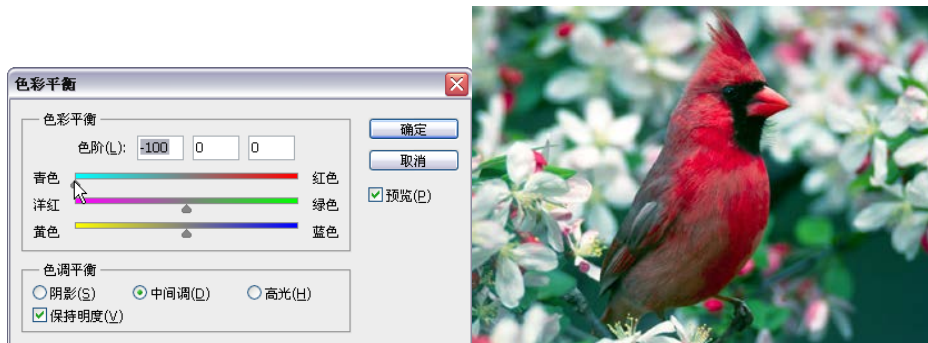 色彩平衡
色彩平衡
色阶(L): -100 0 0
青色 红色
洋红 绿色
黄色 蓝色
色调平衡
阴影(S) 中间调(D) 高光(H)
保持明度(V)
确定
取消
预览(P)